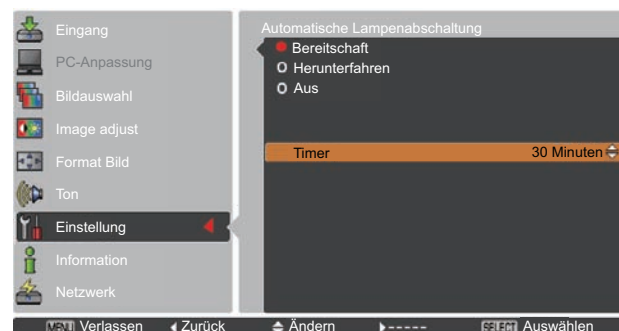 Eingang
PC-Anpassung
Bildauswahl
Image adjust
Format Bild
Ton
Einstellung
Information
Netzwerk
Automatische Lampenabschaltung
Bereitschaft
Herunterfahren
Aus
Timer 30 Minuten
MENU Verlassen Zurück Ändern ----- SELECT Auswählen